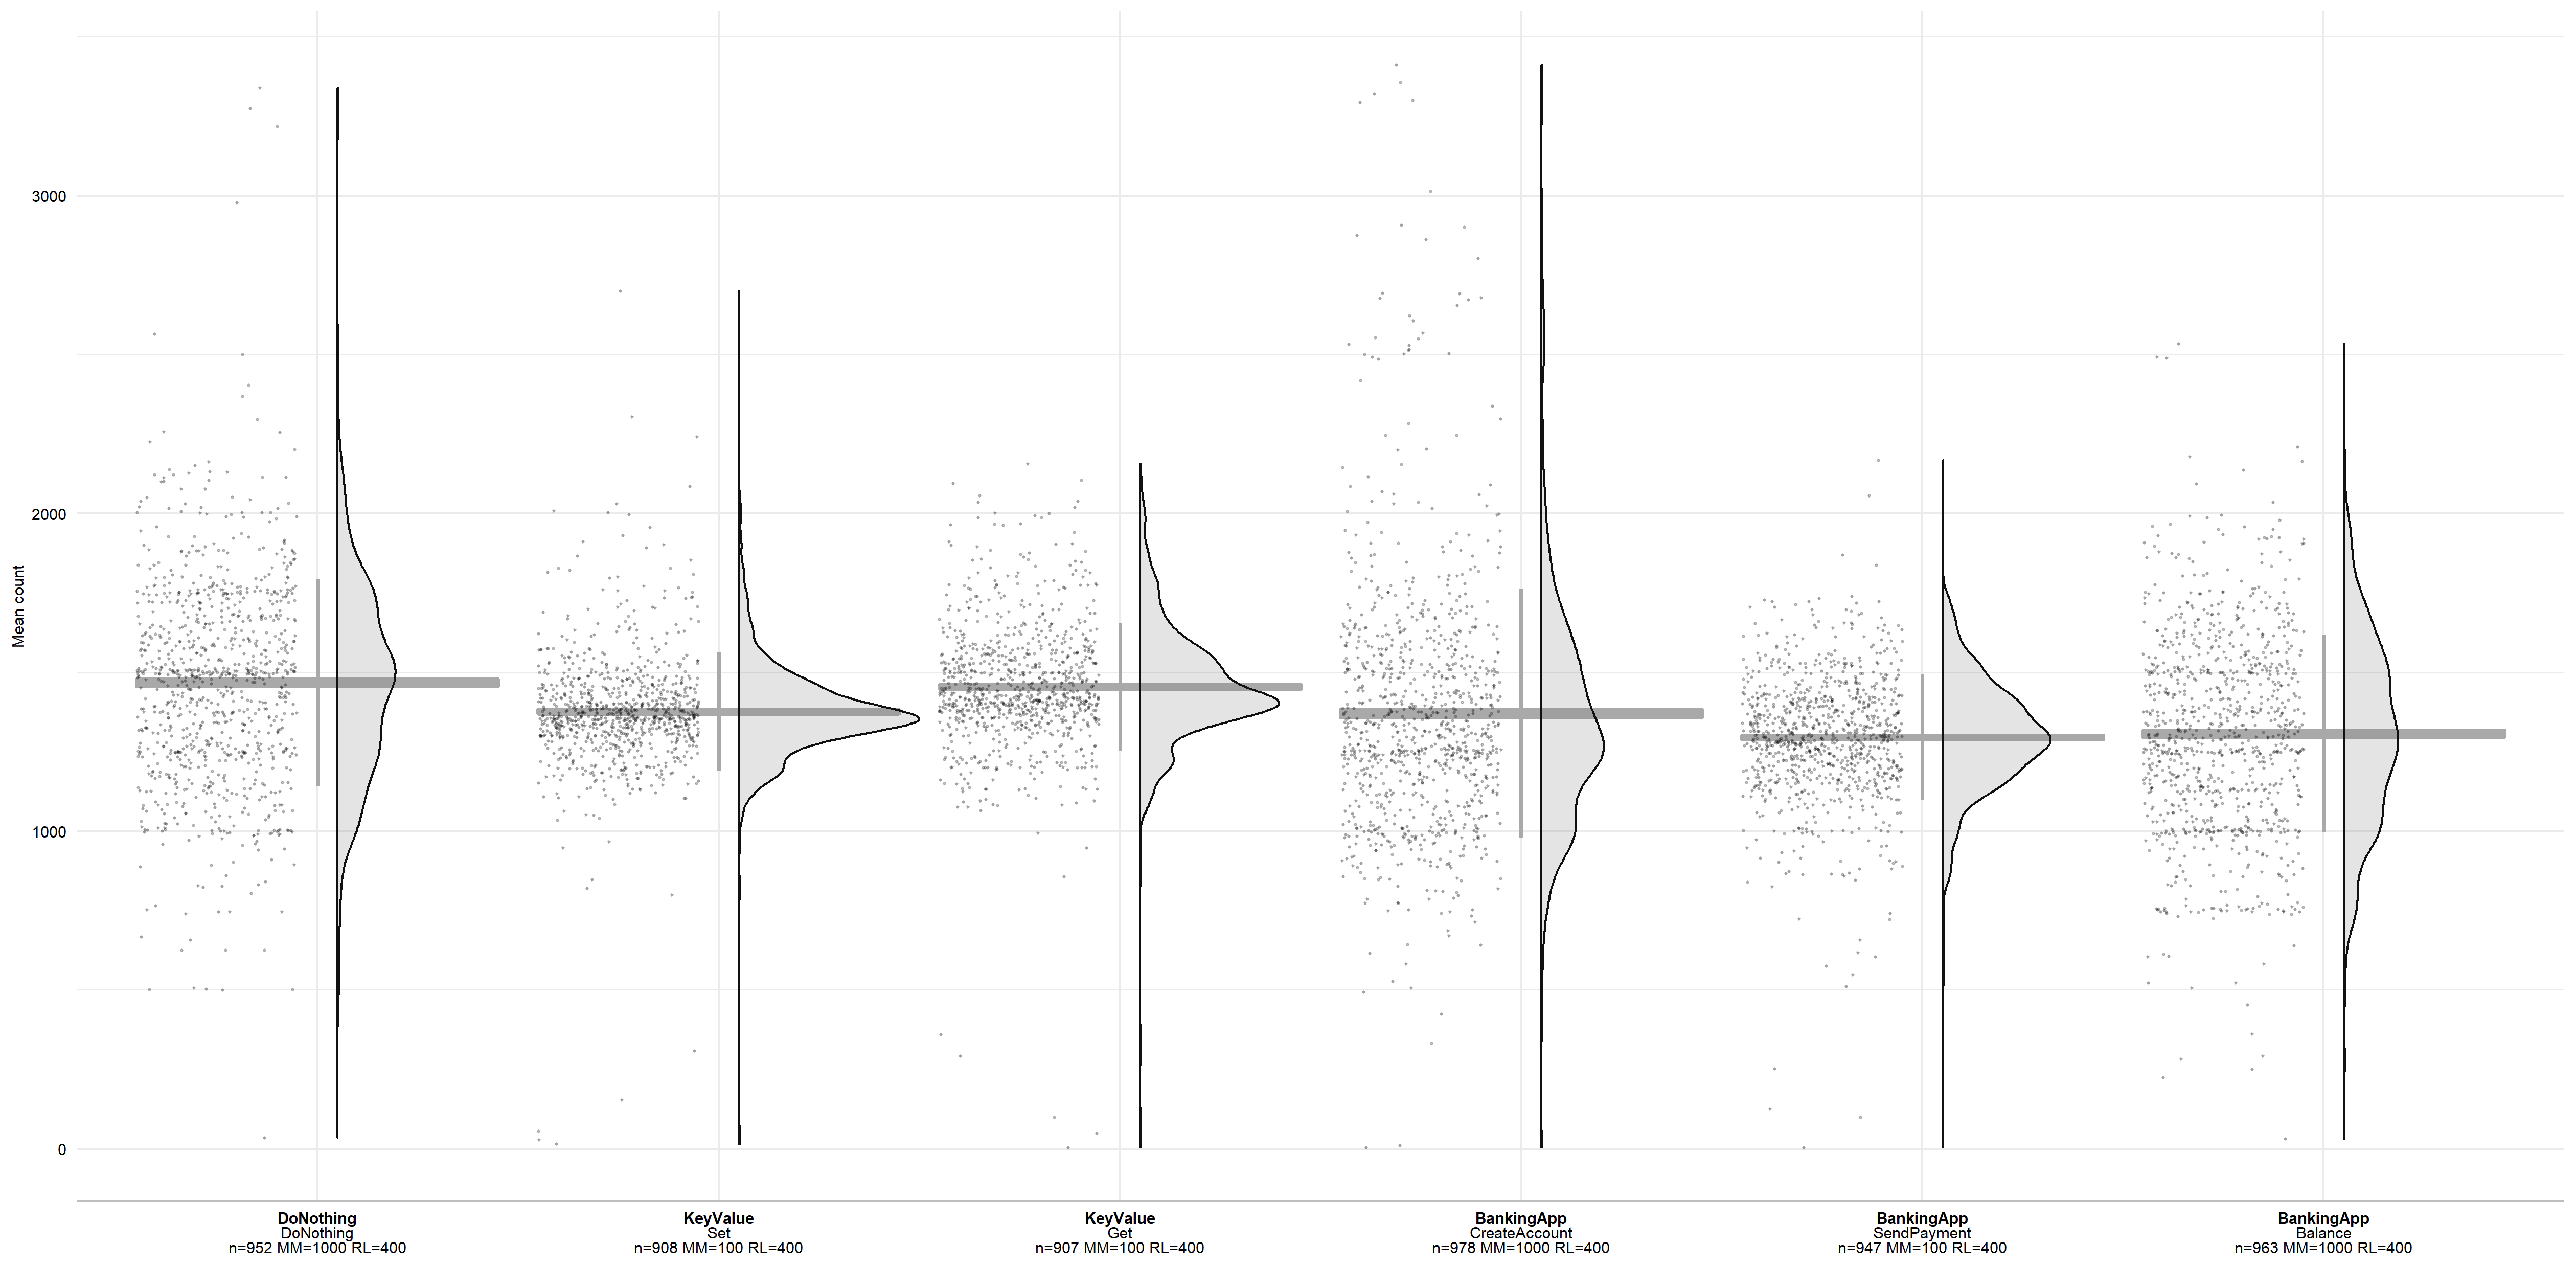 Mean count
3000
2000
1000
0
DoNothing
DoNothing
n=952 MM=1000 RL=400
KeyValue
Set
n=908 MM=100 RL=400
KeyValue
Get
n=907 MM=100 RL=400
BankingApp
CreateAccount
n=978 MM=1000 RL=400
BankingApp
SendPayment
n=947 MM=100 RL=400
BankingApp
Balance
n=963 MM=1000 RL=400